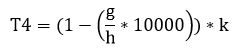 T4 = (1 − (g/h * 10000)) * k